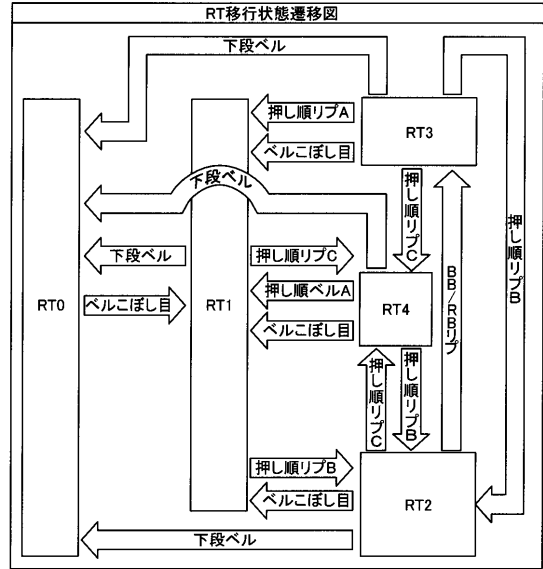 RT移行状態遷移図
下段ベル
押し順リプA
RT3
ベルこぼし目
下段ベル
押し順リプC
押し順リプB
下段ベル
押し順リプC
BB/RBリプ
RT0
ベルこぼし目
RT1
押し順ベルA
RT4
ベルこぼし目
押し順リプC
押し順リプB
押し順リプB
ベルこぼし目
RT2
下段ベル